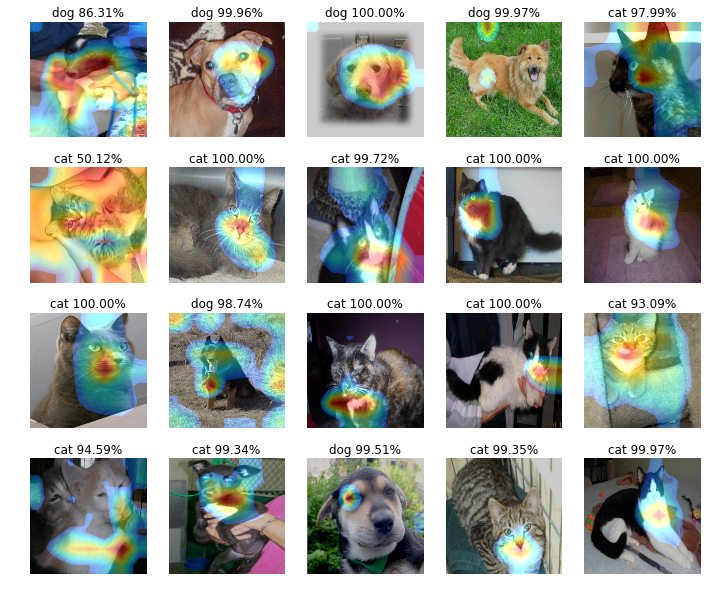 dog 86.31%
dog 99.96%
dog 100.00%
dog 99.97%
cat 97.99%
cat 50.12%
cat 100.00%
cat 99.72%
cat 100.00%
cat 100.00%
cat 100.00%
dog 98.74%
cat 100.00%
cat 100.00%
cat 93.09%
cat 94.59%
cat 99.34%
dog 99.51%
cat 99.35%
cat 99.97%